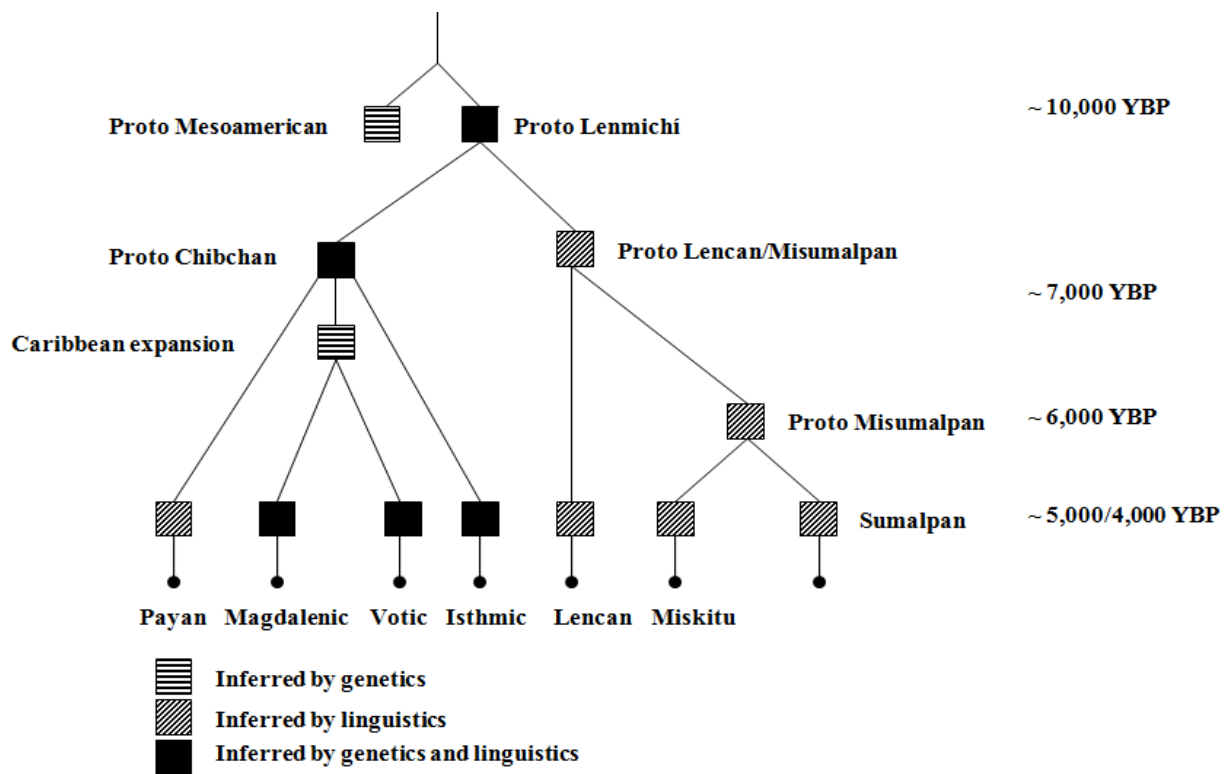 ~ 10,000 YBP
Proto Mesoamerican
Proto Lenmichí
Proto Chibchan
Proto Lencan/Misumalpan
~ 7,000 YBP
Caribbean expansion
Proto Misumalpan
~ 6,000 YBP
Sumalpan
~ 5,000/4,000 YBP
Payan
Magdalenic
Votic
Isthmic
Lencan
Miskitu
Inferred by genetics
Inferred by linguistics
Inferred by genetics and linguistics